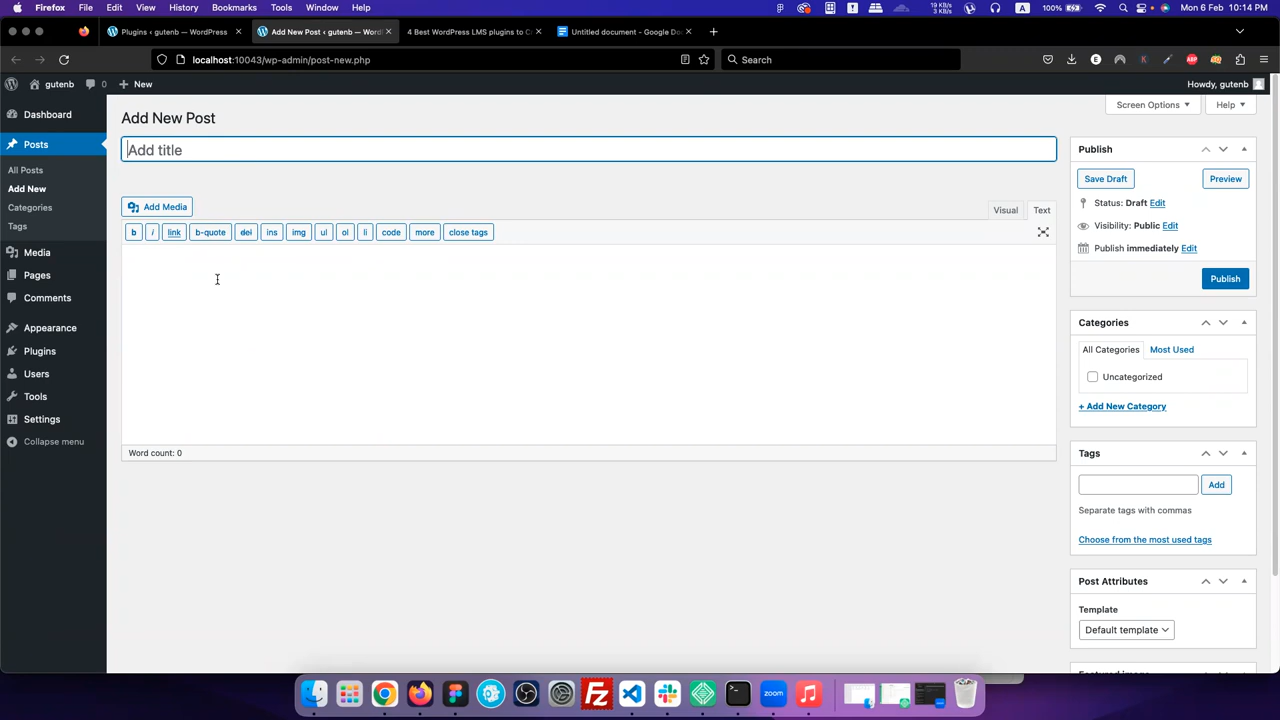 Firefox File Edit View History Bookmarks Tools Window Help 19 KB/s 4 KB/s A 100% Mon 6 Feb 10:14 PM
Plugins ‹ gutenb — WordPress Add New Post ‹ gutenb — Word 4 Best WordPress LMS plugins to C Untitled document - Google Do
localhost:10043/wp-admin/post-new.php Search
gutenb 0 New Howdy, gutenb
Screen Options Help
Dashboard
Posts
All Posts
Add New
Categories
Tags
Media
Pages
Comments
Appearance
Plugins
Users
Tools
Settings
Collapse menu
Add New Post
Add title
Add Media
Visual Text
b i link b-quote del ins img ul ol li code more close tags
Word count: 0
Publish
Save Draft Preview
Status: Draft Edit
Visibility: Public Edit
Publish immediately Edit
Publish
Categories
All Categories Most Used
Uncategorized
+ Add New Category
Tags
Add
Separate tags with commas
Choose from the most used tags
Post Attributes
Template
Default template
zoom